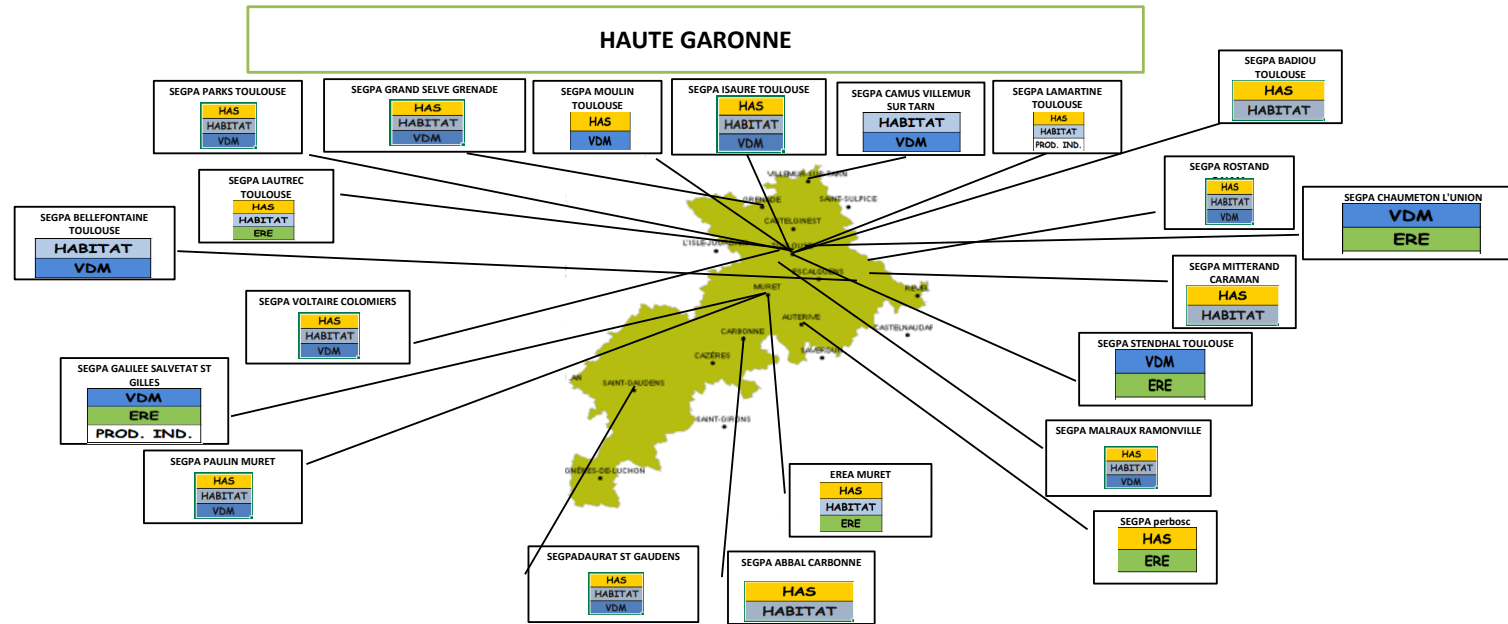 HAUTE GARONNE
SEGPA PARKS TOULOUSE
HAS
HABITAT
VDM
SEGPA GRAND SELVE GRENADE
HAS
HABITAT
VDM
SEGPA MOULIN
TOULOUSE
HAS
VDM
SEGPA ISAURE TOULOUSE
HAS
HABITAT
VDM
SEGPA CAMUS VILLEMUR
SUR TARN
HABITAT
VDM
SEGPA LAMARTINE
TOULOUSE
HAS
HABITAT
PROD. IND.
SEGPA BADIOU
TOULOUSE
HAS
HABITAT
SEGPA LAUTREC
TOULOUSE
HAS
HABITAT
ERE
SEGPA ROSTAND
HAS
HABITAT
VDM
SEGPA CHAUMETON L'UNION
VDM
ERE
SEGPA BELLEFONTAINE
TOULOUSE
HABITAT
VDM
SEGPA MITTERAND
CARAMAN
HAS
HABITAT
SEGPA VOLTAIRE COLOMIERS
HAS
HABITAT
VDM
SEGPA STENDHAL TOULOUSE
VDM
ERE
SEGPA GALILEE SALVETAT ST
GILLES
VDM
ERE
PROD. IND.
SEGPA MALRAUX RAMONVILLE
HAS
HABITAT
VDM
SEGPA PAULIN MURET
HAS
HABITAT
VDM
EREA MURET
HAS
HABITAT
ERE
SEGPA perbosc
HAS
ERE
SEGPADAURAT ST GAUDENS
HAS
HABITAT
VDM
SEGPA ABBAL CARBONNE
HAS
HABITAT
GRENADE
SAINT-SULPICE
CASTELGINEST
ESCALQUENS
MURET
REVEL
AUTERIVE
CASTELNAUDAF
CARBONNE
SAVERDUN
CAZÈRES
SAINT-GAUDENS
SAINT-GIRONS